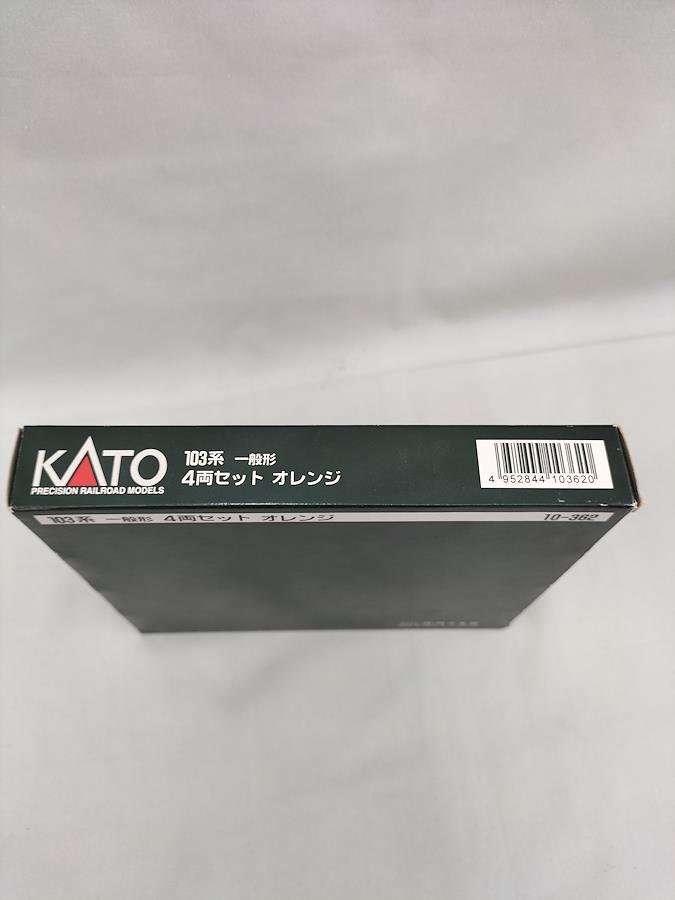 KATO
PRECISION RAILROAD MODELS
103系 一般形
4両セット オレンジ
4 952844 103620
103系 一般形 4両セット オレンジ
10-362